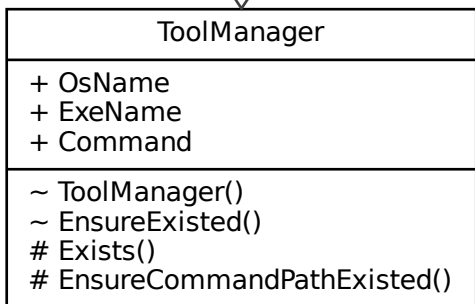 ToolManager
+ OsName
+ ExeName
+ Command
~ ToolManager()
~ EnsureExisted()
# Exists()
# EnsureCommandPathExisted()